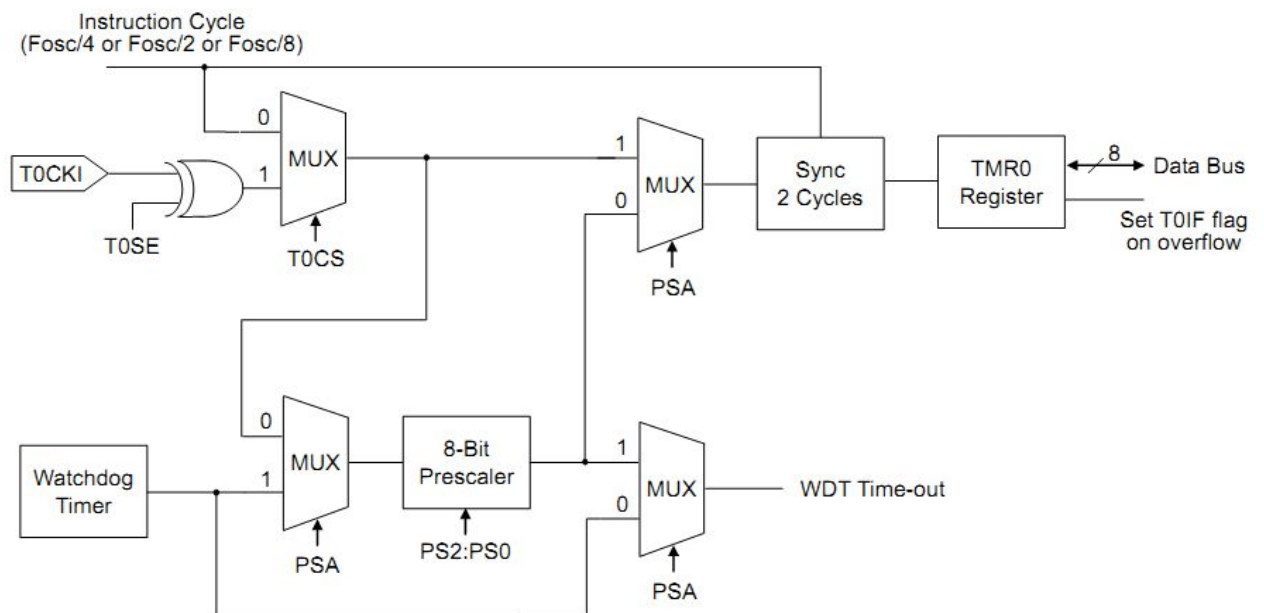 Instruction Cycle
(Fosc/4 or Fosc/2 or Fosc/8)
0
1
MUX
T0CKI
T0SE
T0CS
1
0
MUX
PSA
Sync
2 Cycles
TMR0
Register
8
Data Bus
Set T0IF flag
on overflow
Watchdog
Timer
0
1
MUX
PSA
8-Bit
Prescaler
PS2:PS0
1
0
MUX
PSA
WDT Time-out